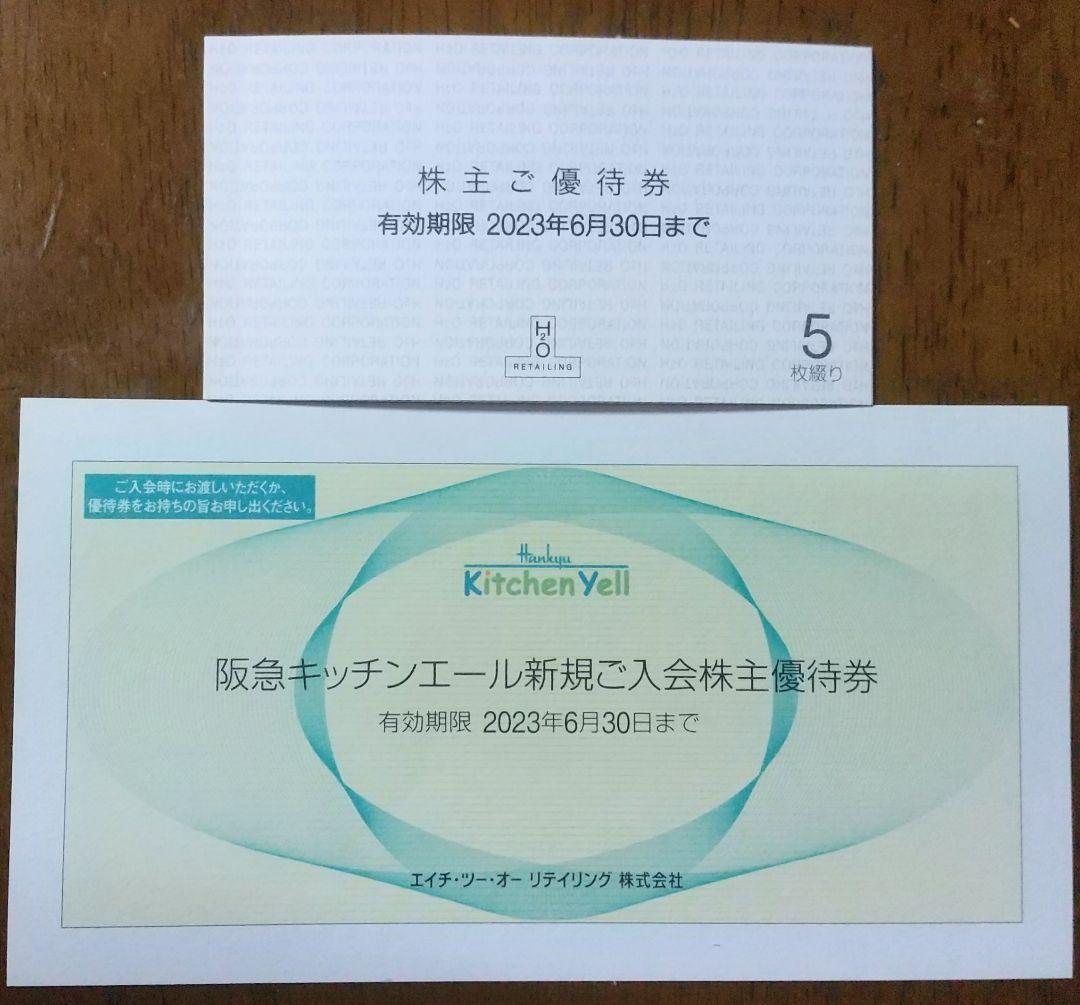 株主ご優待券
有効期限 2023年6月30日まで
H2O
RETAILING
5
枚綴り
ご入会時にお渡しいただくか、
優待券をお持ちの旨お申し出ください。
Hankyu
Kitchen Yell
阪急キッチンエール新規ご入会株主優待券
有効期限 2023年6月30日まで
エイチ・ツー・オー リテイリング 株式会社